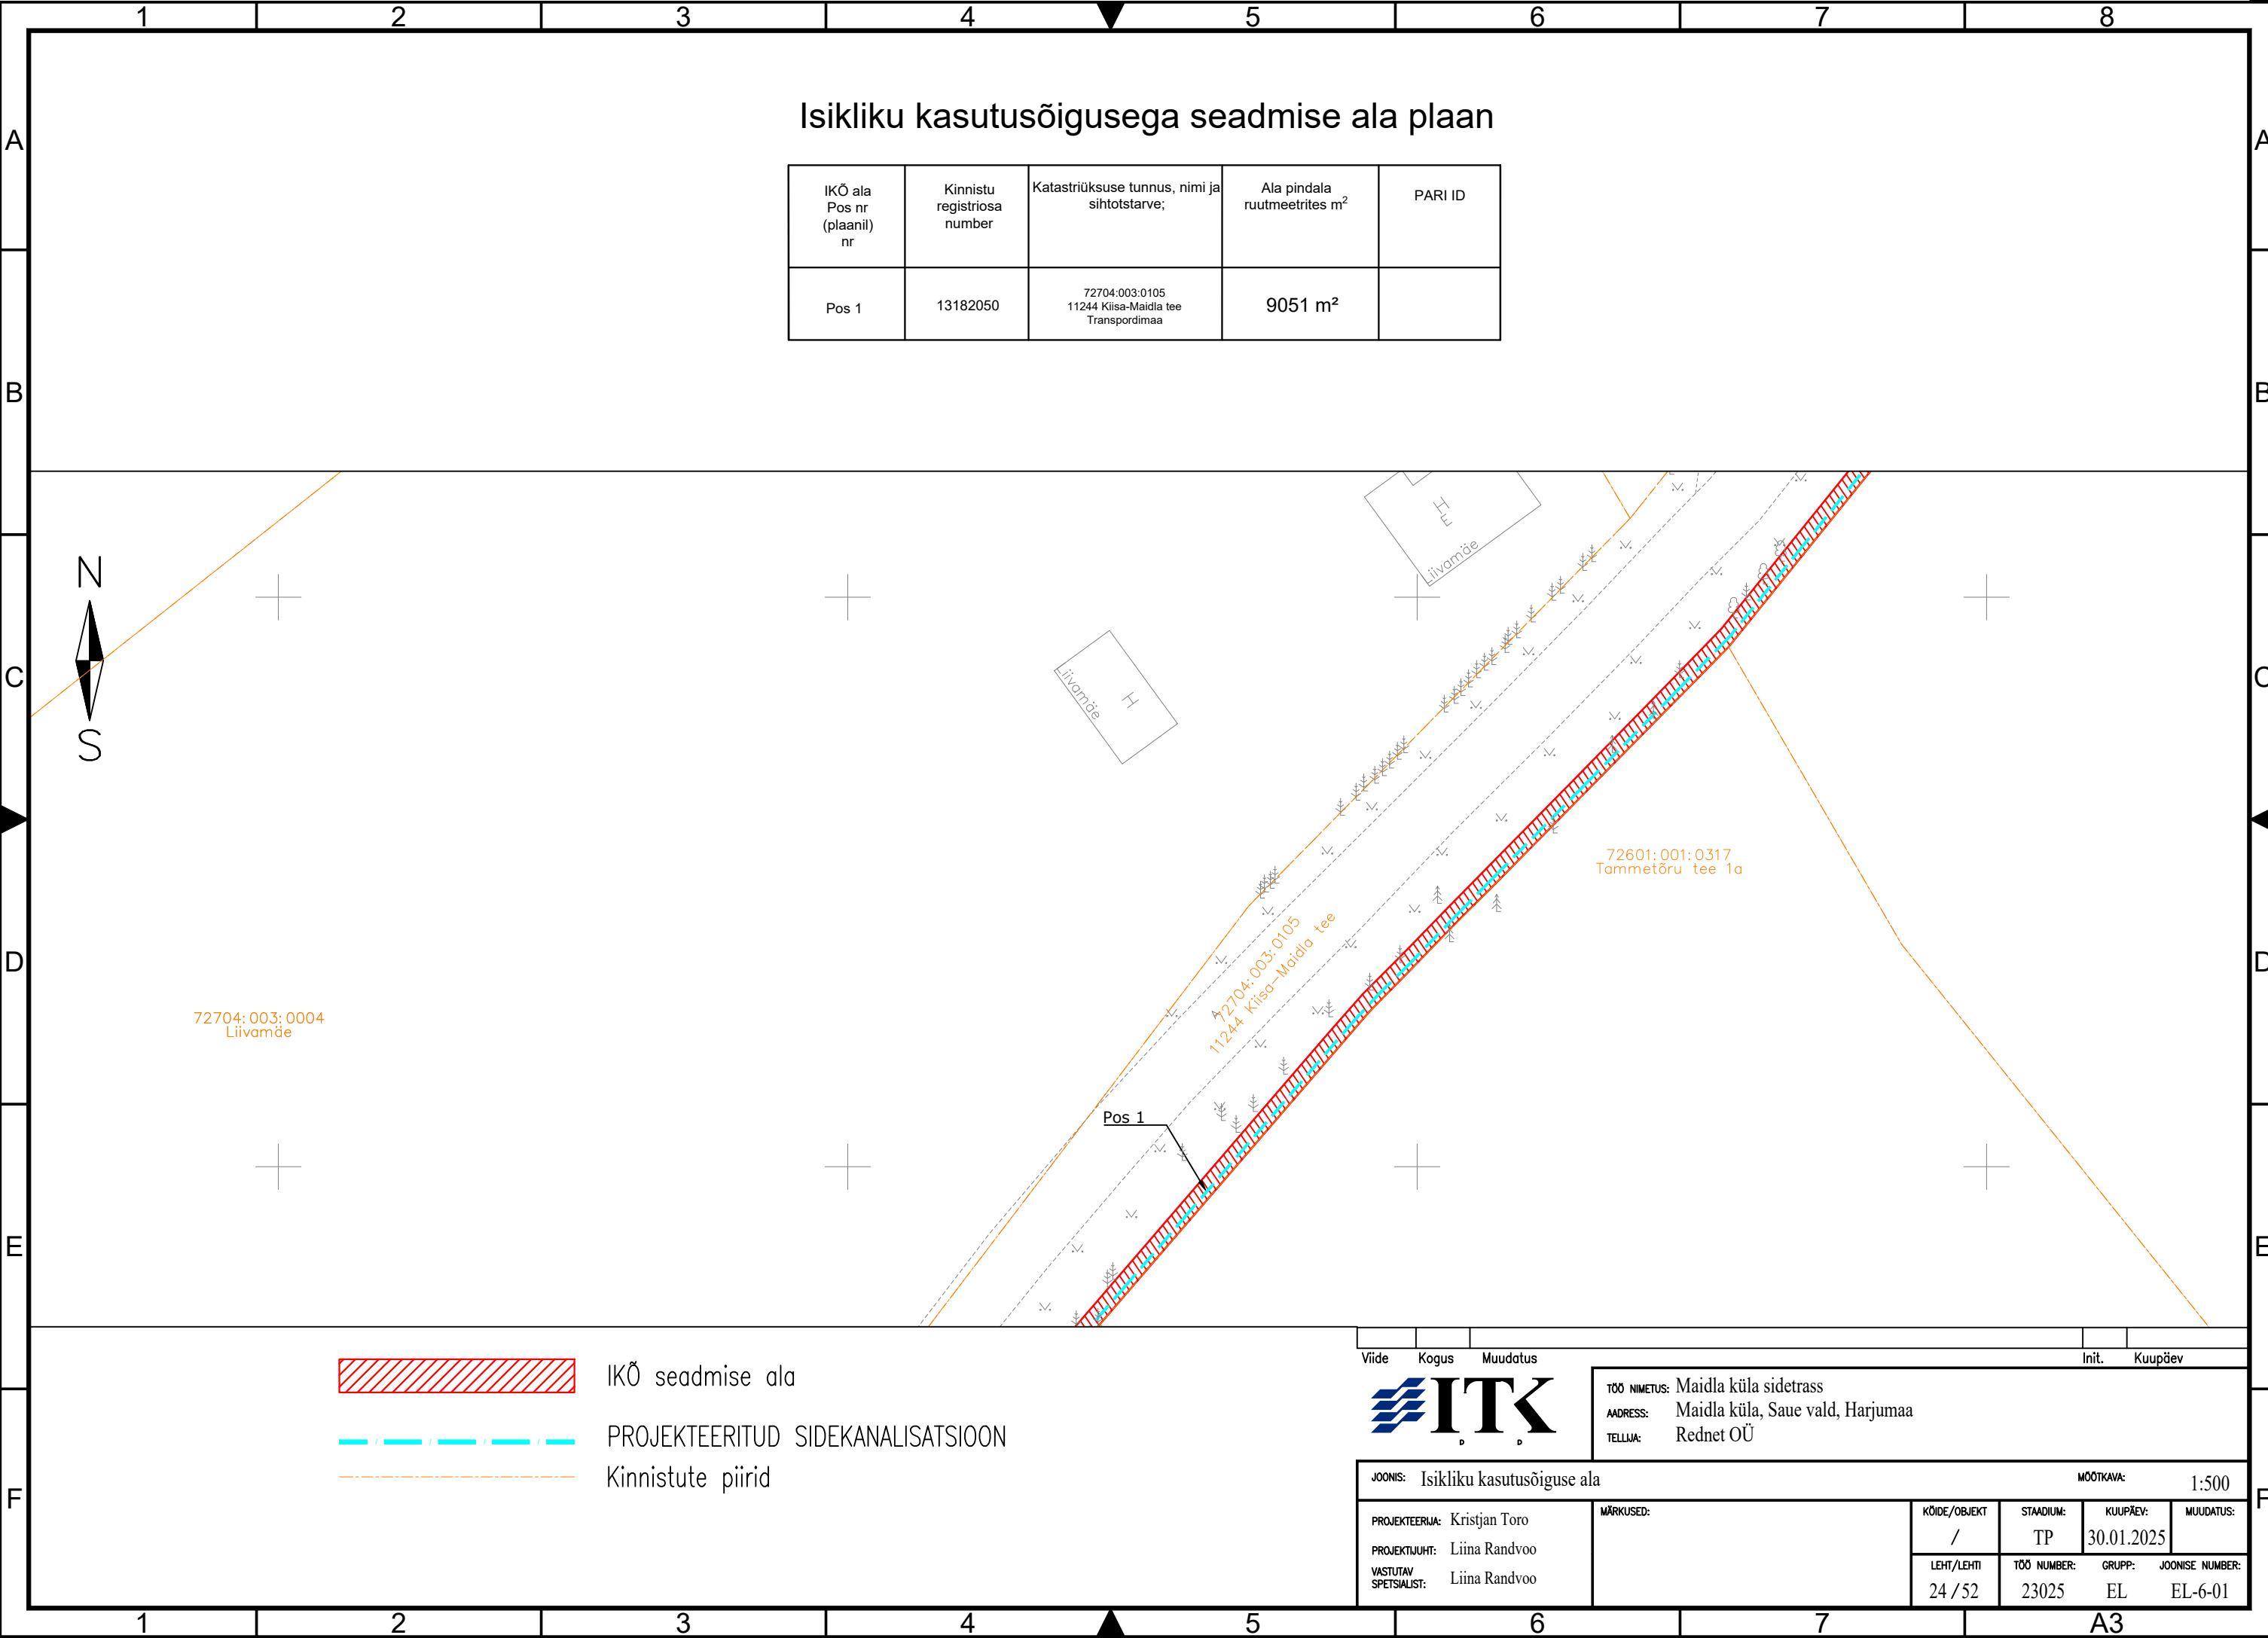 1 2 3 4 5 6 7 8
A A
B B
C C
D D
E E
F F
Isikliku kasutusõigusega seadmise ala plaan
IKÕ ala
Pos nr
(plaanil)
nr
Kinnistu
registriosa
number
Katastriüksuse tunnus, nimi ja
sihtotstarve;
Ala pindala
ruutmeetrites m²
PARI ID
Pos 1
13182050
72704:003:0105
11244 Kiisa-Maidla tee
Transpordimaa
9051 m²
N
S
H
E
Liivamäe
Liivamäe
H
72601:001:0317
Tammetõru tee 1a
72704:003:0105
11244 Kiisa-Maidla tee
A
72704:003:0004
Liivamäe
Pos 1
IKÕ seadmise ala
PROJEKTEERITUD SIDEKANALISATSIOON
Kinnistute piirid
Viide Kogus Muudatus Init. Kuupäev
ITK
D D
TÖÖ NIMETUS: Maidla küla sidetrass
AADRESS: Maidla küla, Saue vald, Harjumaa
TELLIJA: Rednet OÜ
JOONIS: Isikliku kasutusõiguse ala
MÕÕTKAVA: 1:500
PROJEKTEERIJA: Kristjan Toro
PROJEKTIJUHT: Liina Randvoo
VASTUTAV
SPETSIALIST: Liina Randvoo
MÄRKUSED:
KÖIDE/OBJEKT STAADIUM: KUUPÄEV: MUUDATUS:
/ TP 30.01.2025
LEHT/LEHTI TÖÖ NUMBER: GRUPP: JOONISE NUMBER:
24 / 52 23025 EL EL-6-01
1 2 3 4 5 6 7 A3